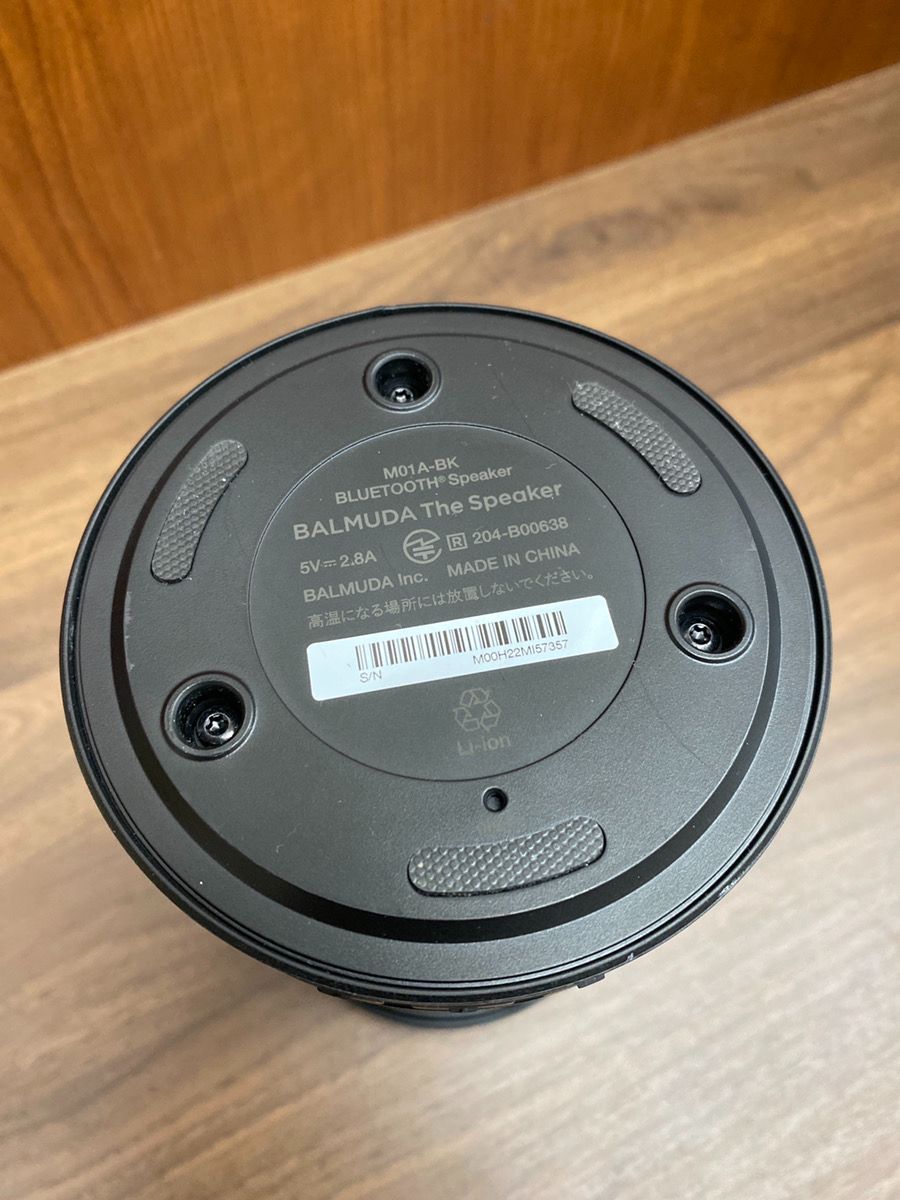 M01A-BK
BLUETOOTH® Speaker
BALMUDA The Speaker
5V⎓2.8A R 204-B00638
BALMUDA Inc. MADE IN CHINA
高温になる場所には放置しないでください。
S/N M00H22MI57357
Li-ion